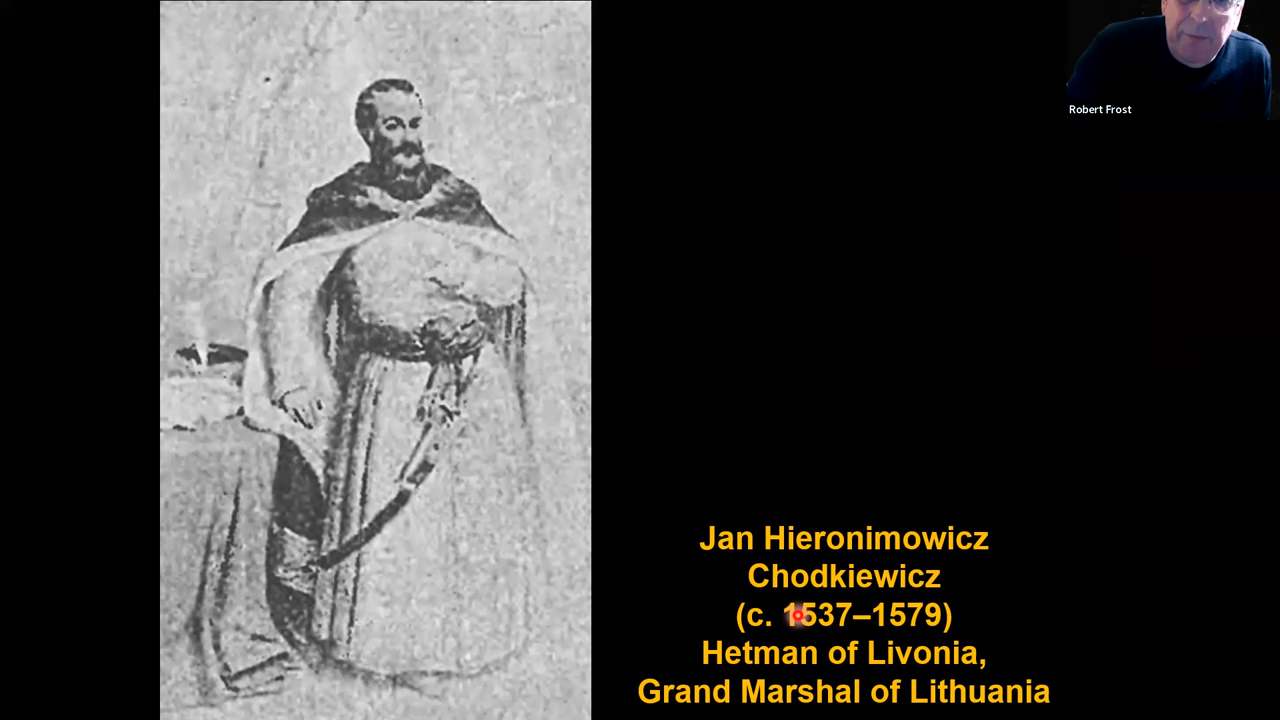 Robert Frost
Jan Hieronimowicz
Chodkiewicz
(c. 1537–1579)
Hetman of Livonia,
Grand Marshal of Lithuania